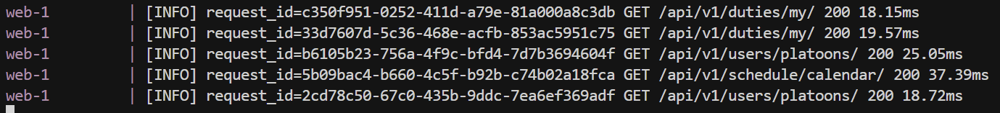 web-1 | [INFO] request_id=c350f951-0252-411d-a79e-81a000a8c3db GET /api/v1/duties/my/ 200 18.15ms
web-1 | [INFO] request_id=33d7607d-5c36-468e-acfb-853ac5951c75 GET /api/v1/duties/my/ 200 19.57ms
web-1 | [INFO] request_id=b6105b23-756a-4f9c-bfd4-7d7b3694604f GET /api/v1/users/platoons/ 200 25.05ms
web-1 | [INFO] request_id=5b09bac4-b660-4c5f-b92b-c74b02a18fca GET /api/v1/schedule/calendar/ 200 37.39ms
web-1 | [INFO] request_id=2cd78c50-67c0-435b-9ddc-7ea6ef369adf GET /api/v1/users/platoons/ 200 18.72ms